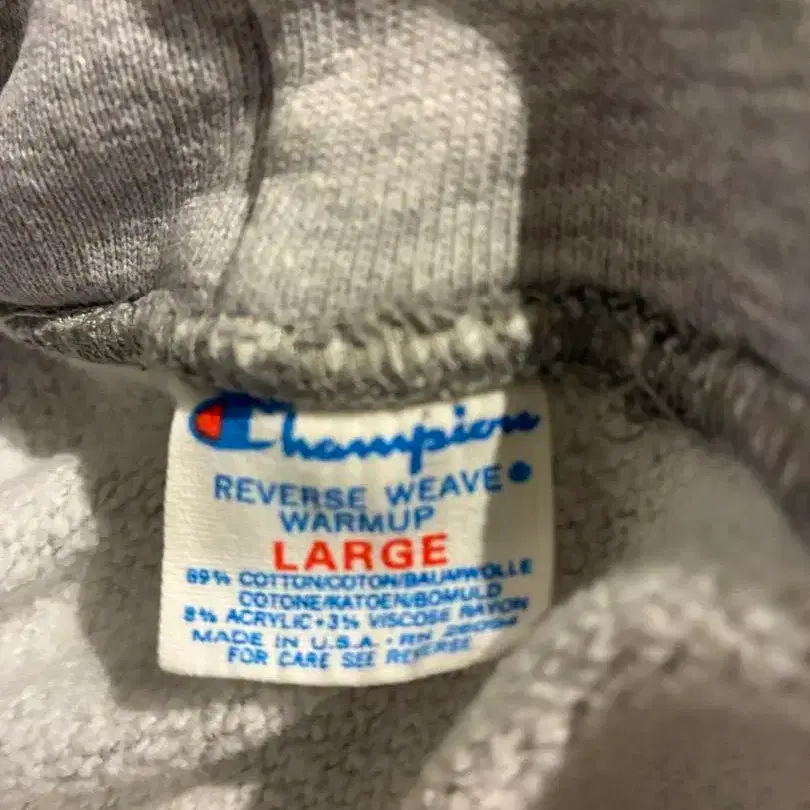 Champion
REVERSE WEAVE
WARMUP
LARGE
89% COTTON/COTON/BAUMWOLLE
COTONE/KATOEN/BOMULD
8% ACRYLIC • 3% VISCOSE RAYON
MADE IN U.S.A. • RN 26094
FOR CARE SEE REVERSE